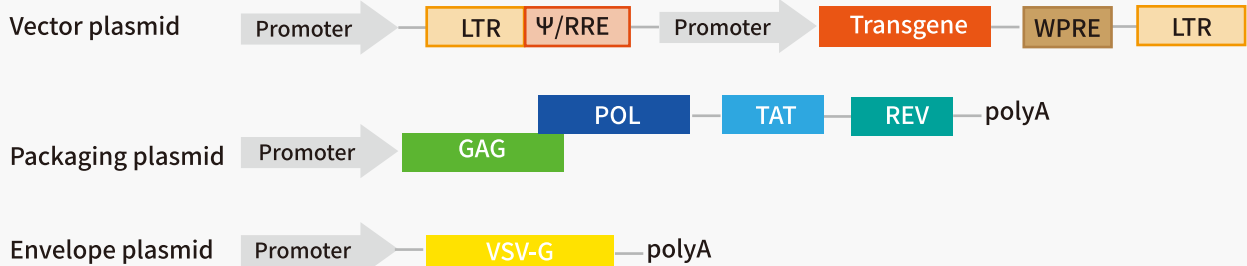 Vector plasmid Promoter LTR Ψ/RRE Promoter Transgene WPRE LTR
POL TAT REV polyA
Packaging plasmid Promoter GAG
Envelope plasmid Promoter VSV-G polyA